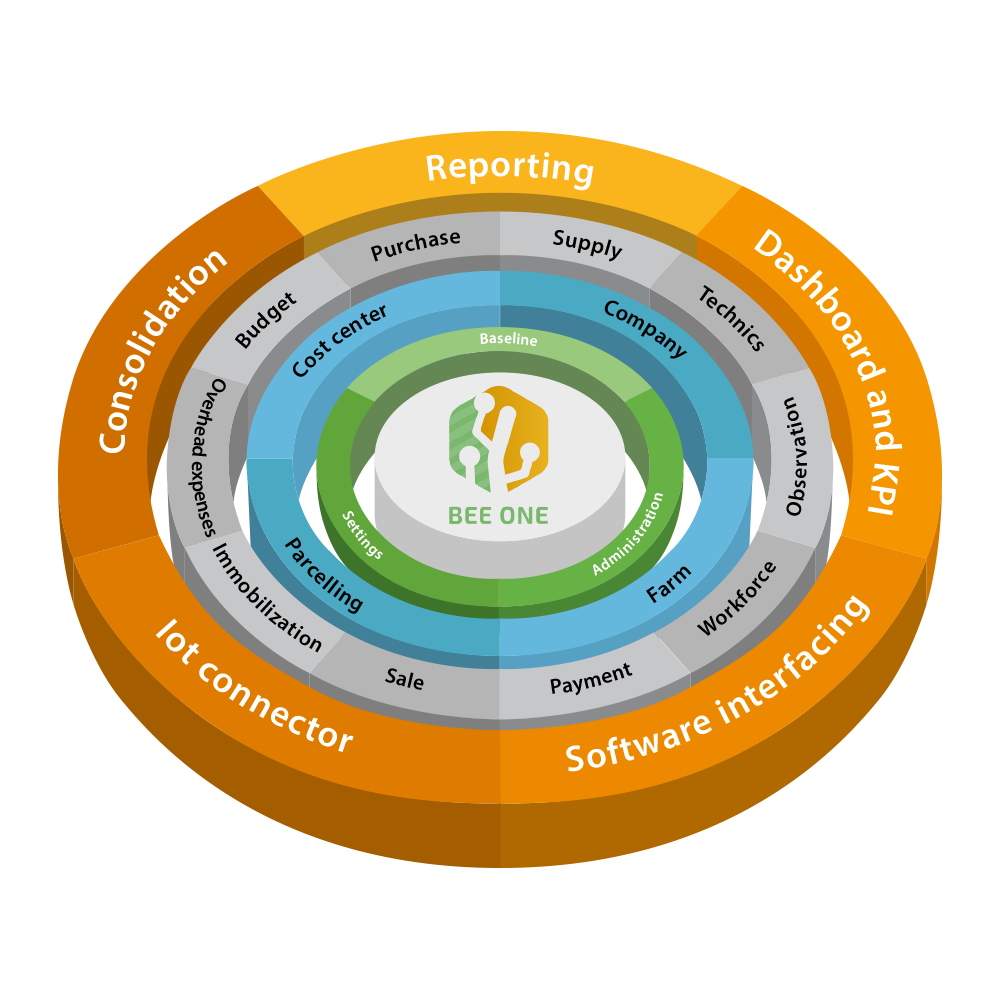 Reporting
Dashboard and KPI
Software interfacing
Iot connector
Consolidation
Purchase
Supply
Technics
Observation
Workforce
Payment
Sale
Immobilization
Overhead expenses
Budget
Cost center
Company
Farm
Parcelling
Baseline
Administration
Settings
BEE ONE